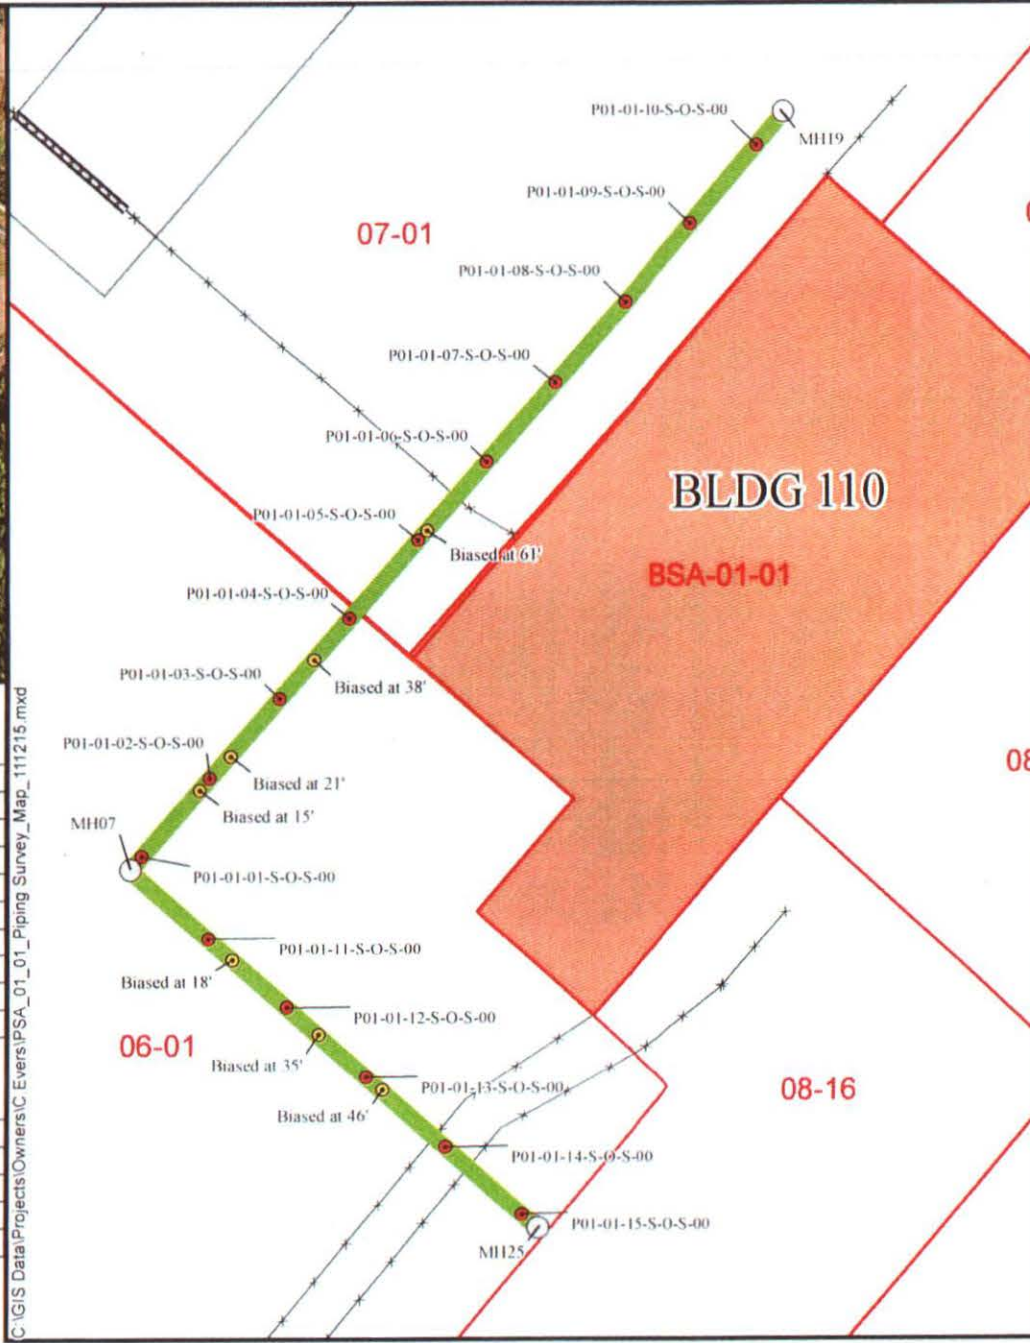 P01-01-10-S-O-S-00
MH19
P01-01-09-S-O-S-00
07-01
P01-01-08-S-O-S-00
P01-01-07-S-O-S-00
P01-01-06-S-O-S-00
BLDG 110
P01-01-05-S-O-S-00
Biased at 61'
BSA-01-01
P01-01-04-S-O-S-00
P01-01-03-S-O-S-00
Biased at 38'
P01-01-02-S-O-S-00
Biased at 21'
Biased at 15'
MH07
P01-01-01-S-O-S-00
P01-01-11-S-O-S-00
Biased at 18'
P01-01-12-S-O-S-00
06-01
Biased at 35'
P01-01-13-S-O-S-00
08-16
Biased at 46'
P01-01-14-S-O-S-00
P01-01-15-S-O-S-00
MH25
C:\GIS Data\Projects\Owners\C Evers\PSA_01_01_Piping Survey_Map_111215.mxd